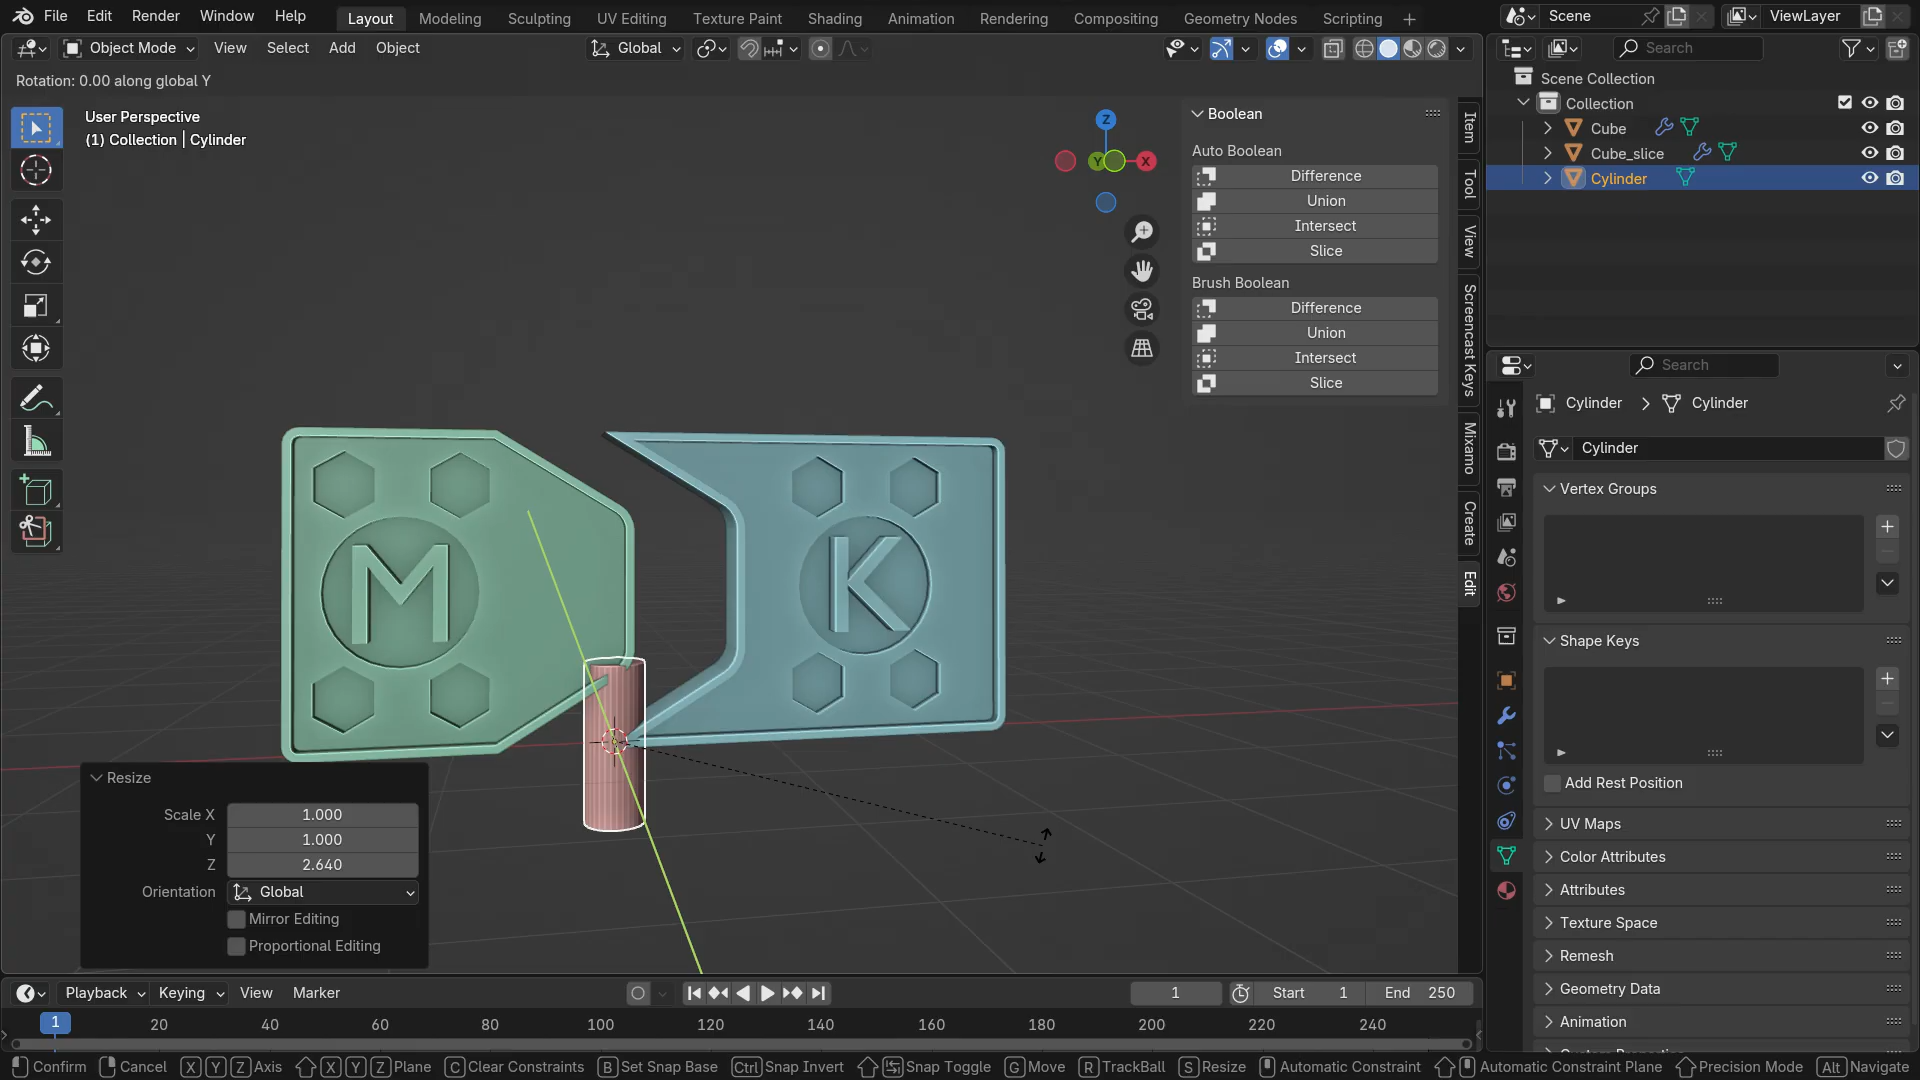 File Edit Render Window Help
Layout Modeling Sculpting UV Editing Texture Paint Shading Animation Rendering Compositing Geometry Nodes Scripting +
Scene
ViewLayer
Object Mode View Select Add Object
Global
Search
Rotation: 0.00 along global Y
User Perspective
(1) Collection | Cylinder
Z
Y
X
Boolean
Auto Boolean
Difference
Union
Intersect
Slice
Brush Boolean
Difference
Union
Intersect
Slice
Item
Tool
View
Screencast Keys
Mixamo
Create
Edit
Scene Collection
Collection
Cube
Cube_slice
Cylinder
Search
Cylinder > Cylinder
Cylinder
Vertex Groups
Shape Keys
Add Rest Position
UV Maps
Color Attributes
Attributes
Texture Space
Remesh
Geometry Data
Animation
M
K
Resize
Scale X 1.000
Y 1.000
Z 2.640
Orientation Global
Mirror Editing
Proportional Editing
Playback Keying View Marker
1 Start 1 End 250
1 20 40 60 80 100 120 140 160 180 200 220 240
Confirm Cancel X Y Z Axis X Y Z Plane C Clear Constraints B Set Snap Base Ctrl Snap Invert Snap Toggle G Move R TrackBall S Resize Automatic Constraint Automatic Constraint Plane Precision Mode Alt Navigate